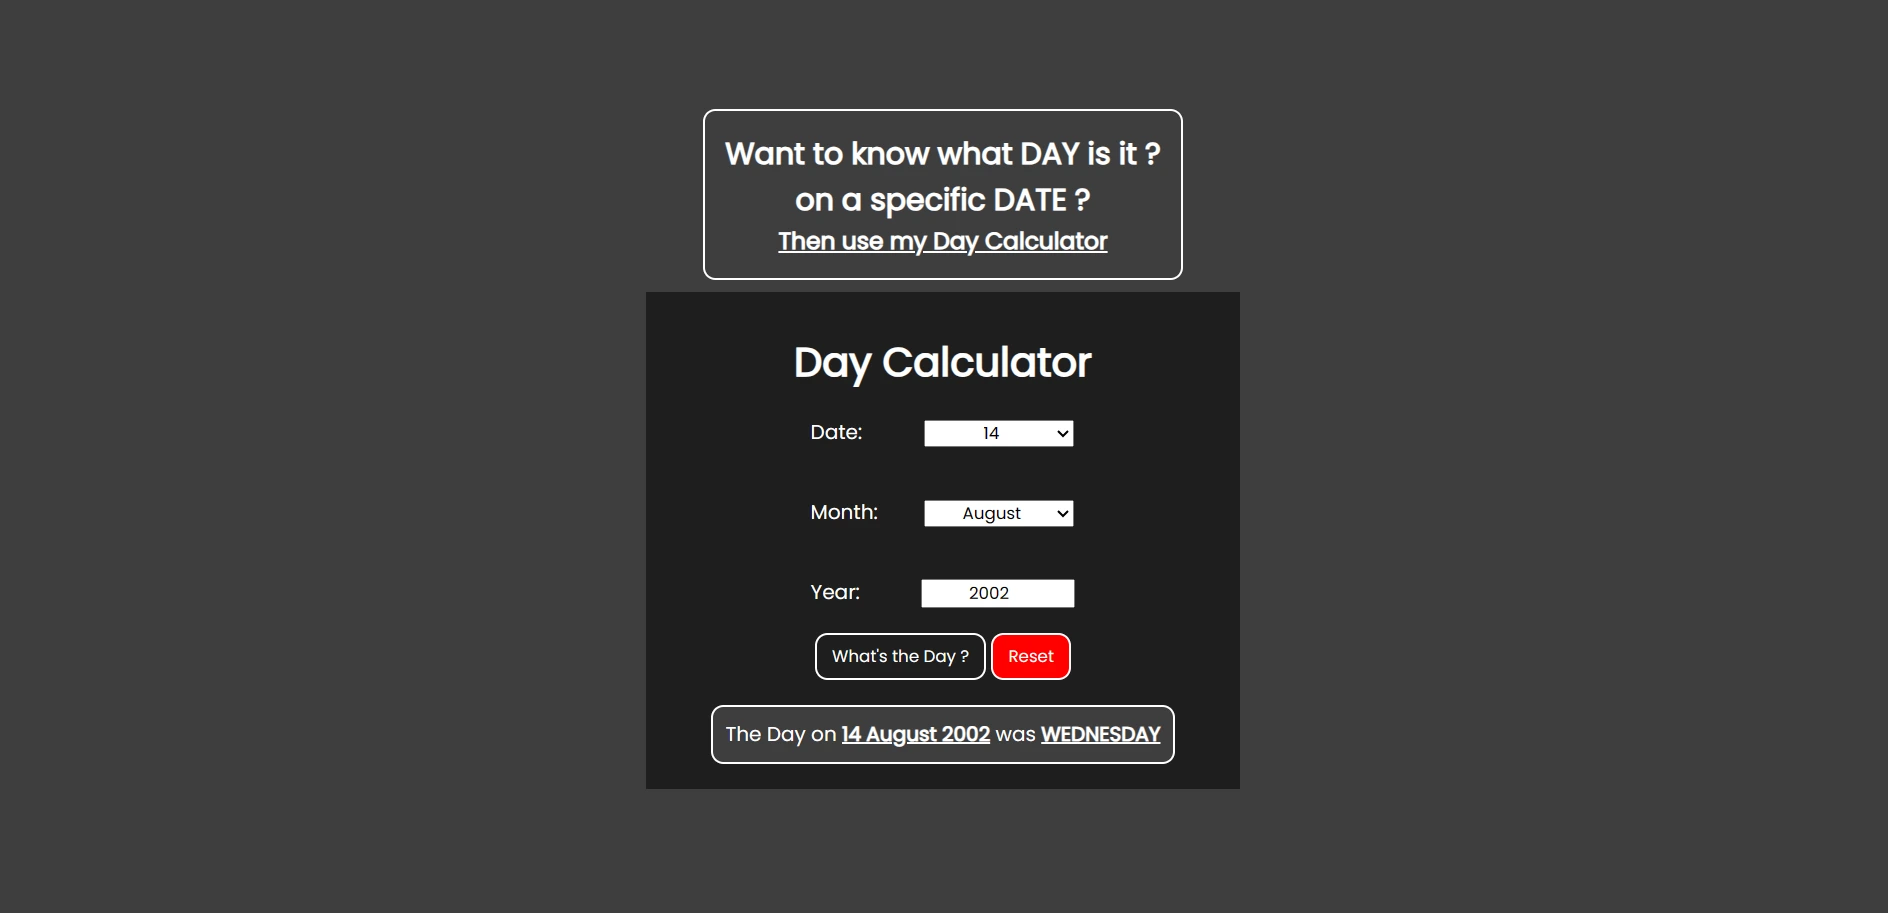 Want to know what DAY is it ?
on a specific DATE ?
Then use my Day Calculator
Day Calculator
Date: 14
Month: August
Year: 2002
What's the Day ? Reset
The Day on 14 August 2002 was WEDNESDAY